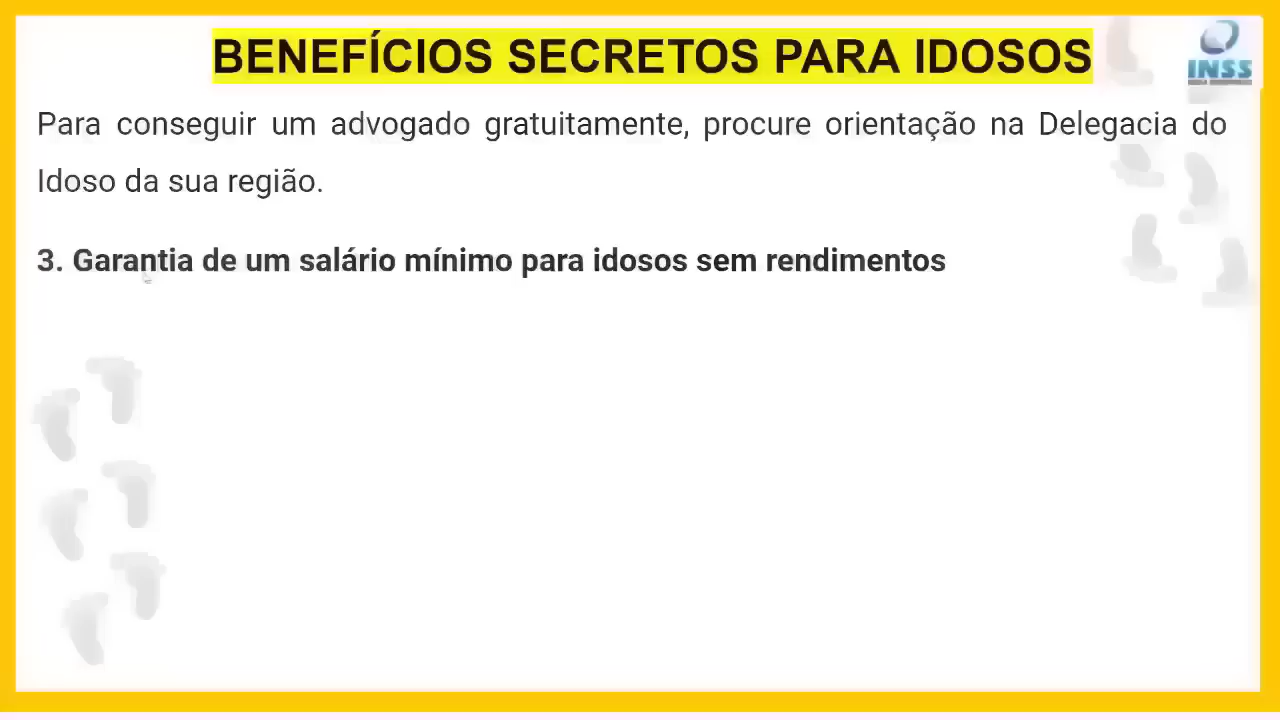 BENEFÍCIOS SECRETOS PARA IDOSOS
INSS
Para conseguir um advogado gratuitamente, procure orientação na Delegacia do
Idoso da sua região.
3. Garantia de um salário mínimo para idosos sem rendimentos